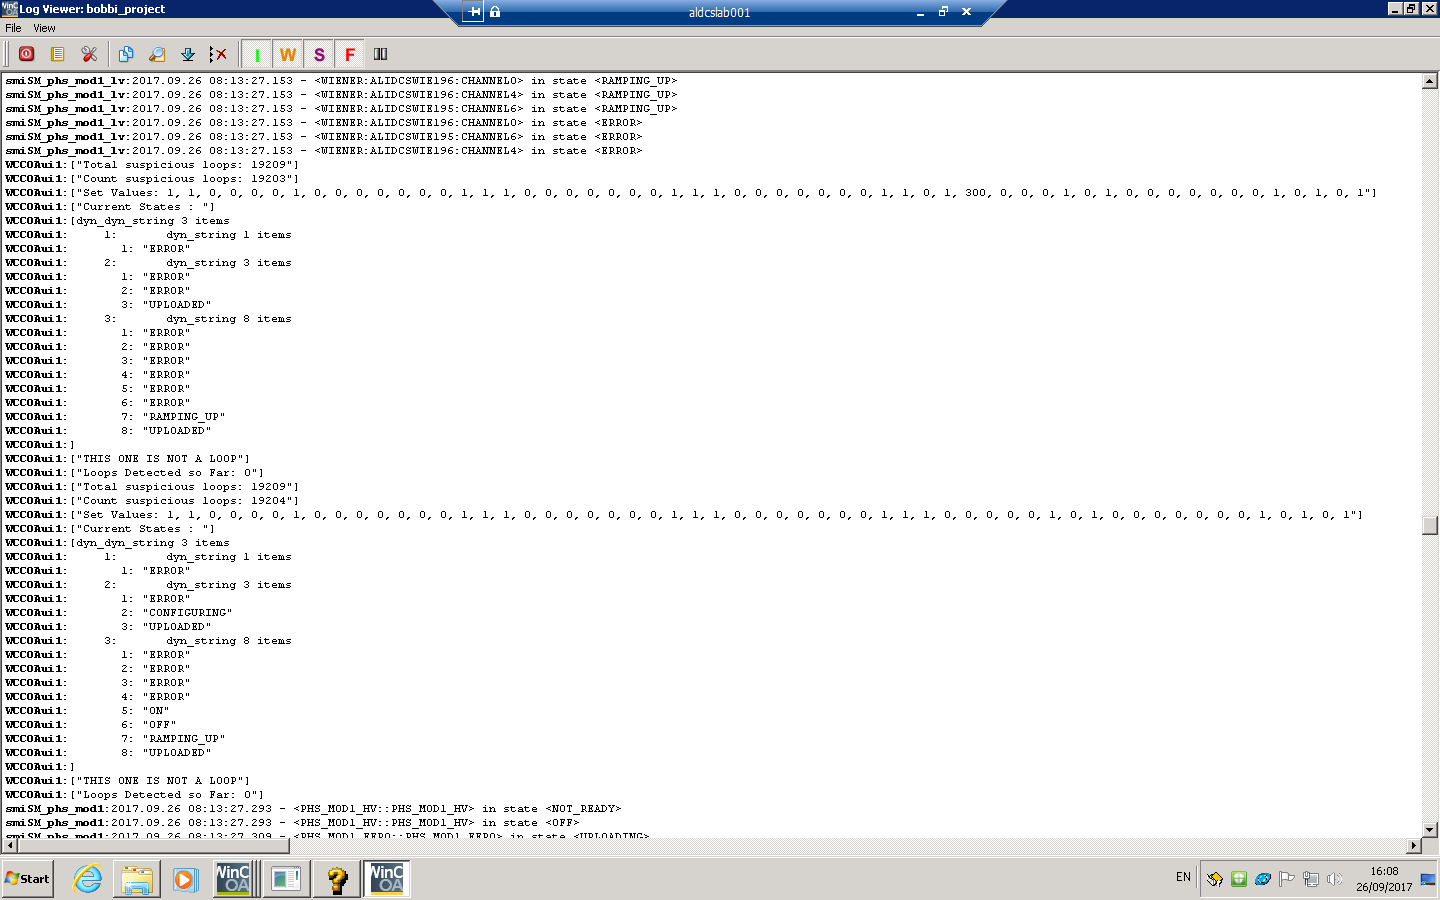 Log Viewer: bobbi_project
aldcslab001
File View
I W S F
smiSM_phs_mod1_lv:2017.09.26 08:13:27.153 - <WIENER:ALIDCSWIE196:CHANNEL0> in state <RAMPING_UP>
smiSM_phs_mod1_lv:2017.09.26 08:13:27.153 - <WIENER:ALIDCSWIE196:CHANNEL4> in state <RAMPING_UP>
smiSM_phs_mod1_lv:2017.09.26 08:13:27.153 - <WIENER:ALIDCSWIE195:CHANNEL6> in state <RAMPING_UP>
smiSM_phs_mod1_lv:2017.09.26 08:13:27.153 - <WIENER:ALIDCSWIE196:CHANNEL0> in state <ERROR>
smiSM_phs_mod1_lv:2017.09.26 08:13:27.153 - <WIENER:ALIDCSWIE195:CHANNEL6> in state <ERROR>
smiSM_phs_mod1_lv:2017.09.26 08:13:27.153 - <WIENER:ALIDCSWIE196:CHANNEL4> in state <ERROR>
WCCOAui1:["Total suspicious loops: 19209"]
WCCOAui1:["Count suspicious loops: 19203"]
WCCOAui1:["Set Values: 1, 1, 0, 0, 0, 0, 1, 0, 0, 0, 0, 0, 0, 0, 1, 1, 1, 0, 0, 0, 0, 0, 0, 0, 1, 1, 1, 0, 0, 0, 0, 0, 0, 0, 1, 1, 0, 1, 300, 0, 0, 0, 1, 0, 1, 0, 0, 0, 0, 0, 0, 0, 1, 0, 1, 0, 1"]
WCCOAui1:["Current States : "]
WCCOAui1:[dyn_dyn_string 3 items
WCCOAui1: 1: dyn_string 1 items
WCCOAui1: 1: "ERROR"
WCCOAui1: 2: dyn_string 3 items
WCCOAui1: 1: "ERROR"
WCCOAui1: 2: "ERROR"
WCCOAui1: 3: "UPLOADED"
WCCOAui1: 3: dyn_string 8 items
WCCOAui1: 1: "ERROR"
WCCOAui1: 2: "ERROR"
WCCOAui1: 3: "ERROR"
WCCOAui1: 4: "ERROR"
WCCOAui1: 5: "ERROR"
WCCOAui1: 6: "ERROR"
WCCOAui1: 7: "RAMPING_UP"
WCCOAui1: 8: "UPLOADED"
WCCOAui1:]
WCCOAui1:["THIS ONE IS NOT A LOOP"]
WCCOAui1:["Loops Detected so Far: 0"]
WCCOAui1:["Total suspicious loops: 19209"]
WCCOAui1:["Count suspicious loops: 19204"]
WCCOAui1:["Set Values: 1, 1, 0, 0, 0, 0, 1, 0, 0, 0, 0, 0, 0, 0, 1, 1, 1, 0, 0, 0, 0, 0, 0, 0, 1, 1, 1, 0, 0, 0, 0, 0, 0, 0, 1, 1, 1, 0, 0, 0, 0, 0, 1, 0, 1, 0, 0, 0, 0, 0, 0, 0, 1, 0, 1, 0, 1"]
WCCOAui1:["Current States : "]
WCCOAui1:[dyn_dyn_string 3 items
WCCOAui1: 1: dyn_string 1 items
WCCOAui1: 1: "ERROR"
WCCOAui1: 2: dyn_string 3 items
WCCOAui1: 1: "ERROR"
WCCOAui1: 2: "CONFIGURING"
WCCOAui1: 3: "UPLOADED"
WCCOAui1: 3: dyn_string 8 items
WCCOAui1: 1: "ERROR"
WCCOAui1: 2: "ERROR"
WCCOAui1: 3: "ERROR"
WCCOAui1: 4: "ERROR"
WCCOAui1: 5: "ON"
WCCOAui1: 6: "OFF"
WCCOAui1: 7: "RAMPING_UP"
WCCOAui1: 8: "UPLOADED"
WCCOAui1:]
WCCOAui1:["THIS ONE IS NOT A LOOP"]
WCCOAui1:["Loops Detected so Far: 0"]
smiSM_phs_mod1:2017.09.26 08:13:27.293 - <PHS_MOD1_HV::PHS_MOD1_HV> in state <NOT_READY>
smiSM_phs_mod1:2017.09.26 08:13:27.293 - <PHS_MOD1_HV::PHS_MOD1_HV> in state <OFF>
smiSM_phs_mod1:2017.09.26 08:13:27.309 - <PHS_MOD1_FERO::PHS_MOD1_FERO> in state <UPLOADING>
Start
WinC OA
WinC OA
EN
16:08
26/09/2017